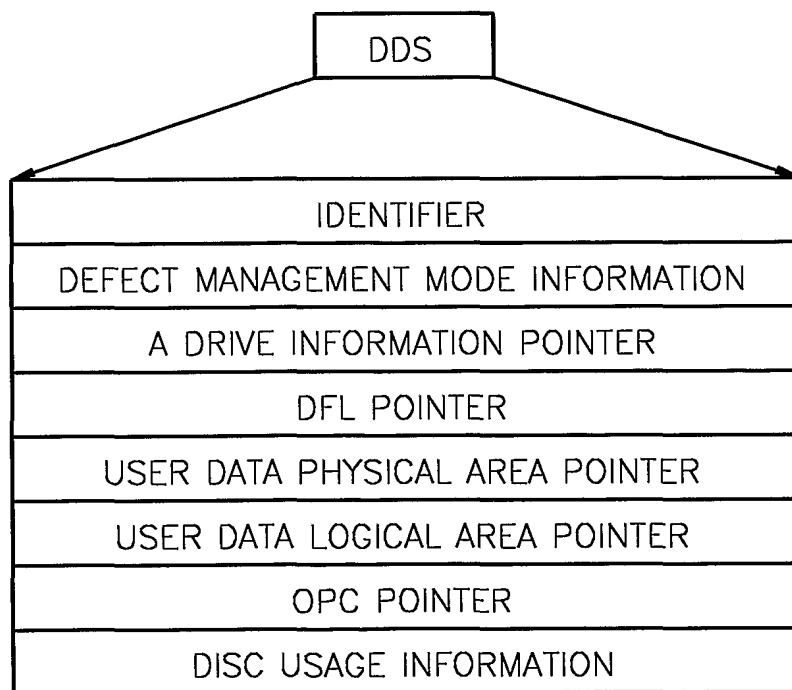 DDS
IDENTIFIER
DEFECT MANAGEMENT MODE INFORMATION
A DRIVE INFORMATION POINTER
DFL POINTER
USER DATA PHYSICAL AREA POINTER
USER DATA LOGICAL AREA POINTER
OPC POINTER
DISC USAGE INFORMATION